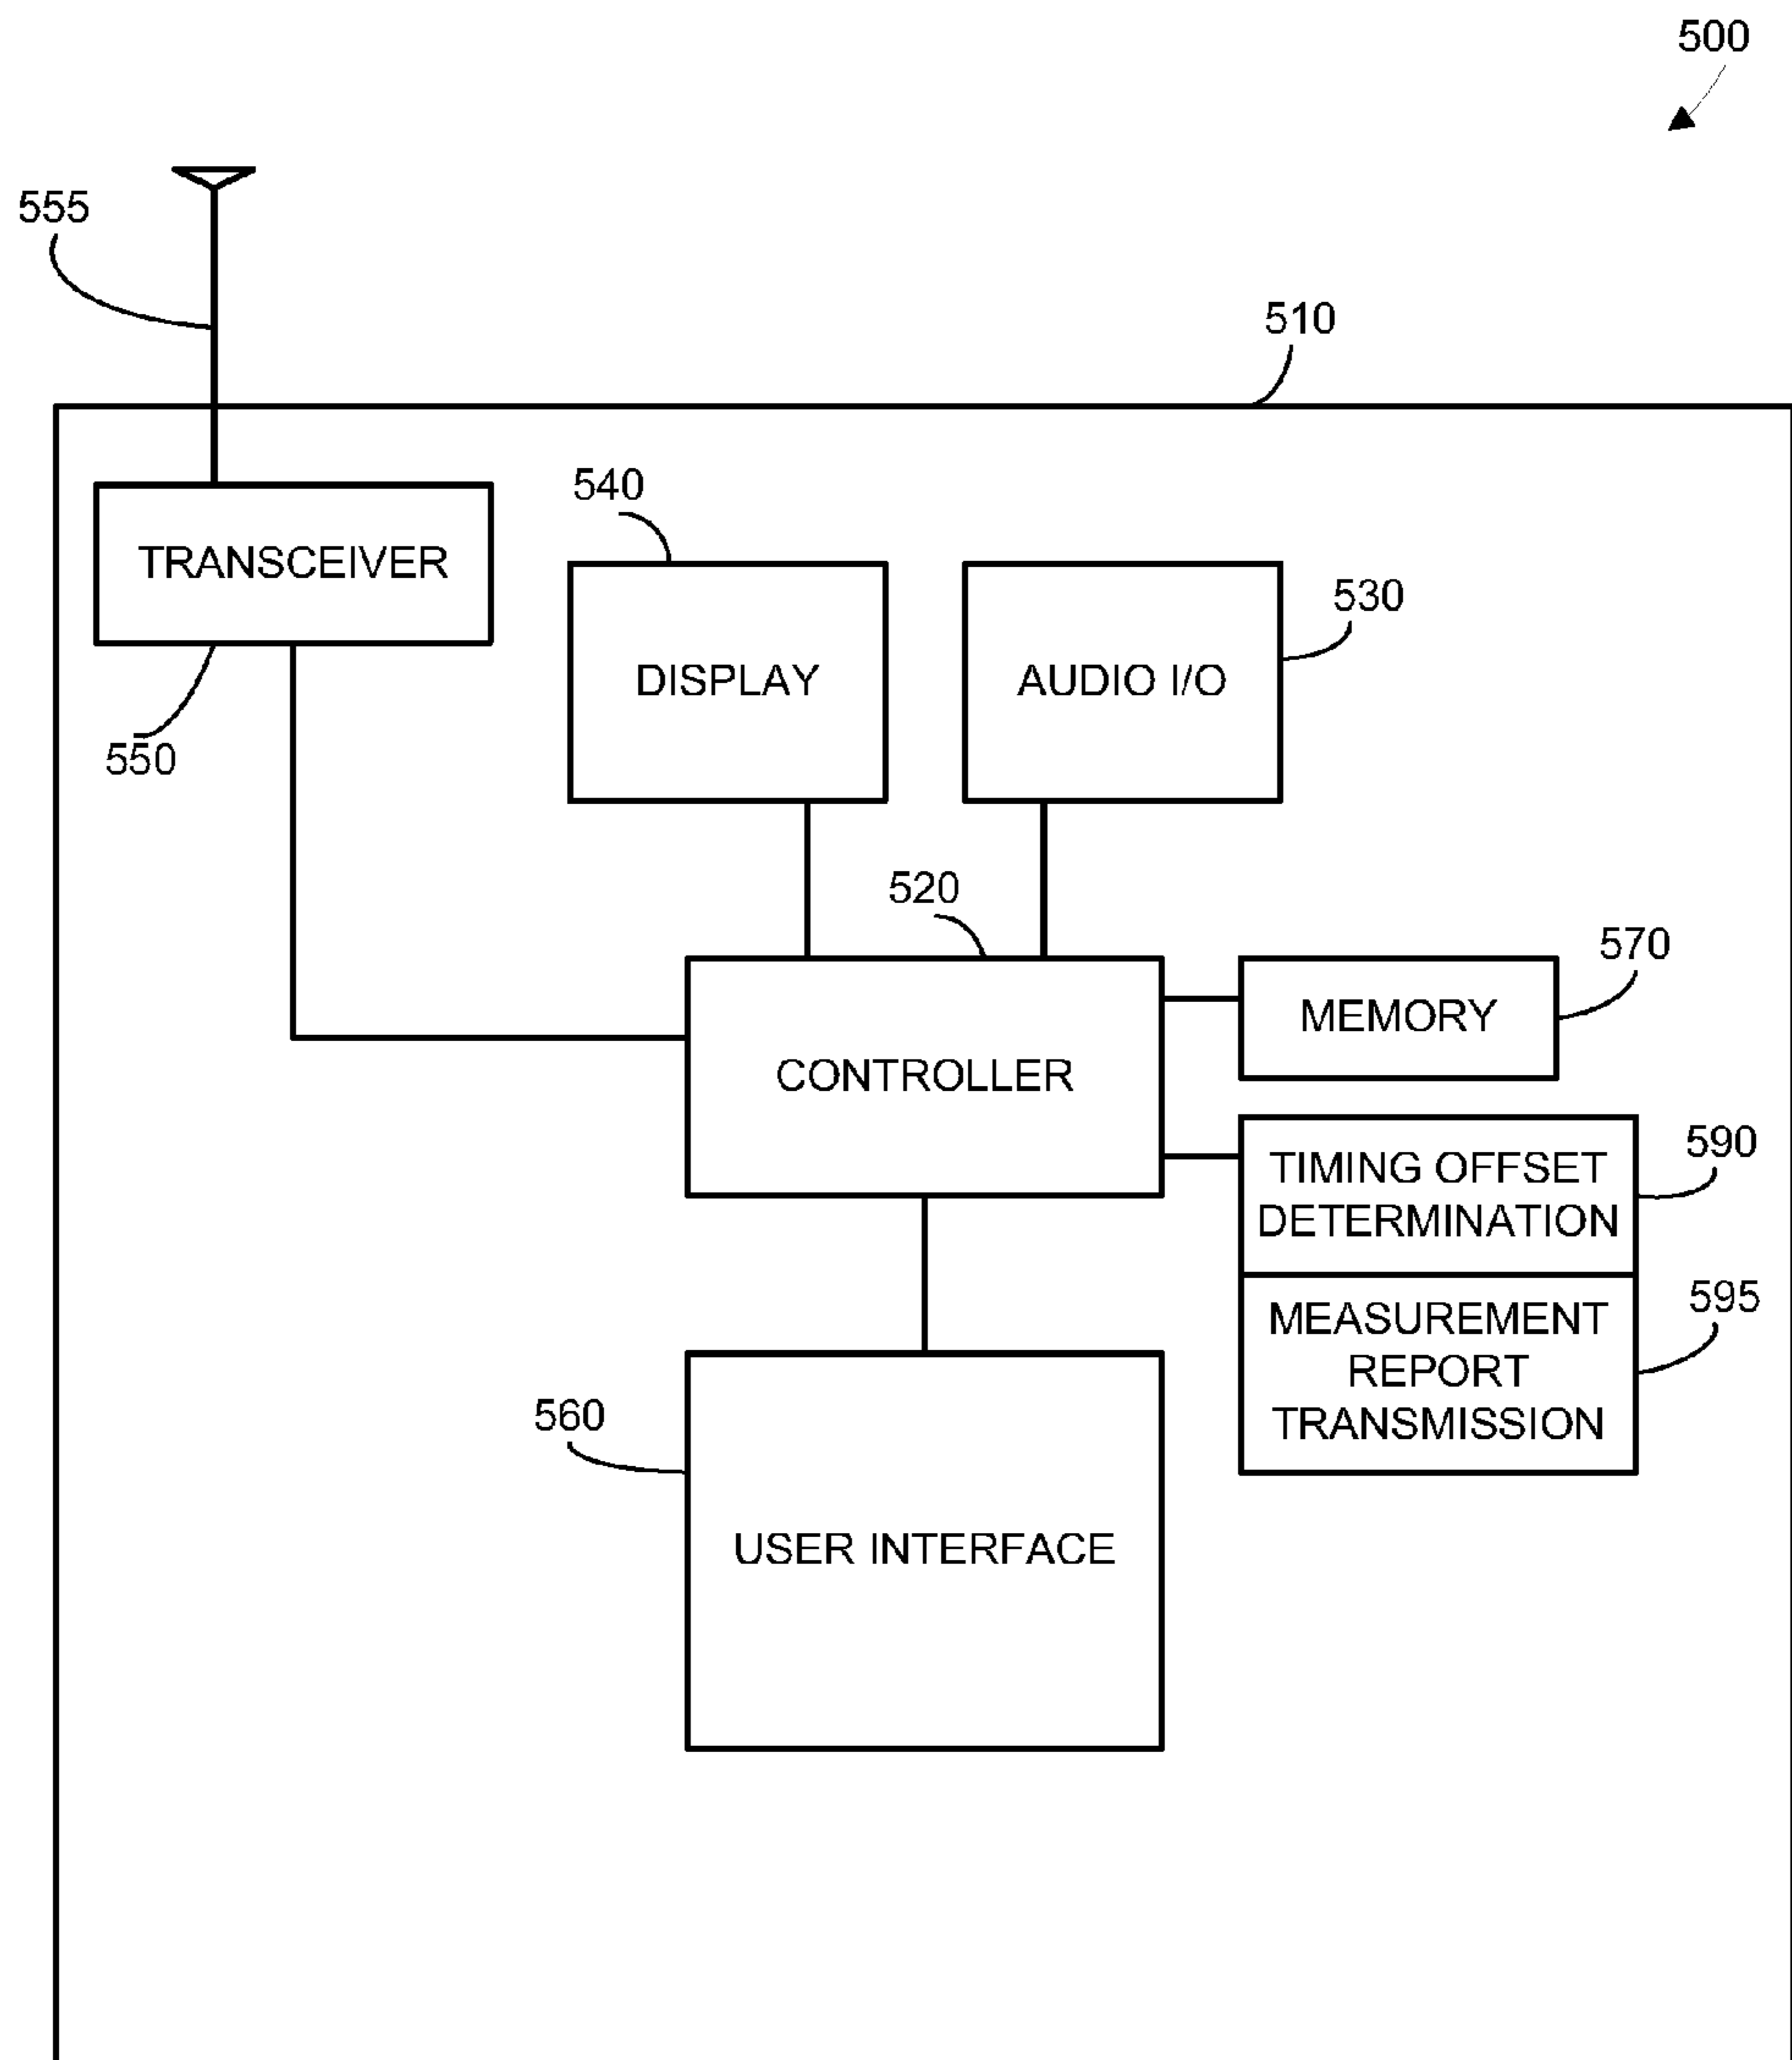 500
555
510
540
TRANSCEIVER
530
DISPLAY
AUDIO I/O
550
520
570
MEMORY
CONTROLLER
590
TIMING OFFSET
DETERMINATION
595
MEASUREMENT
REPORT
TRANSMISSION
560
USER INTERFACE